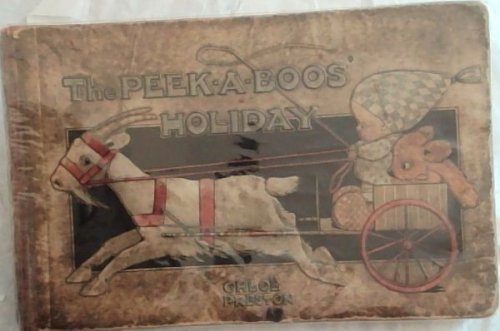 The PEEK-A-BOOS'
HOLIDAY
CHLOË
PRESTON